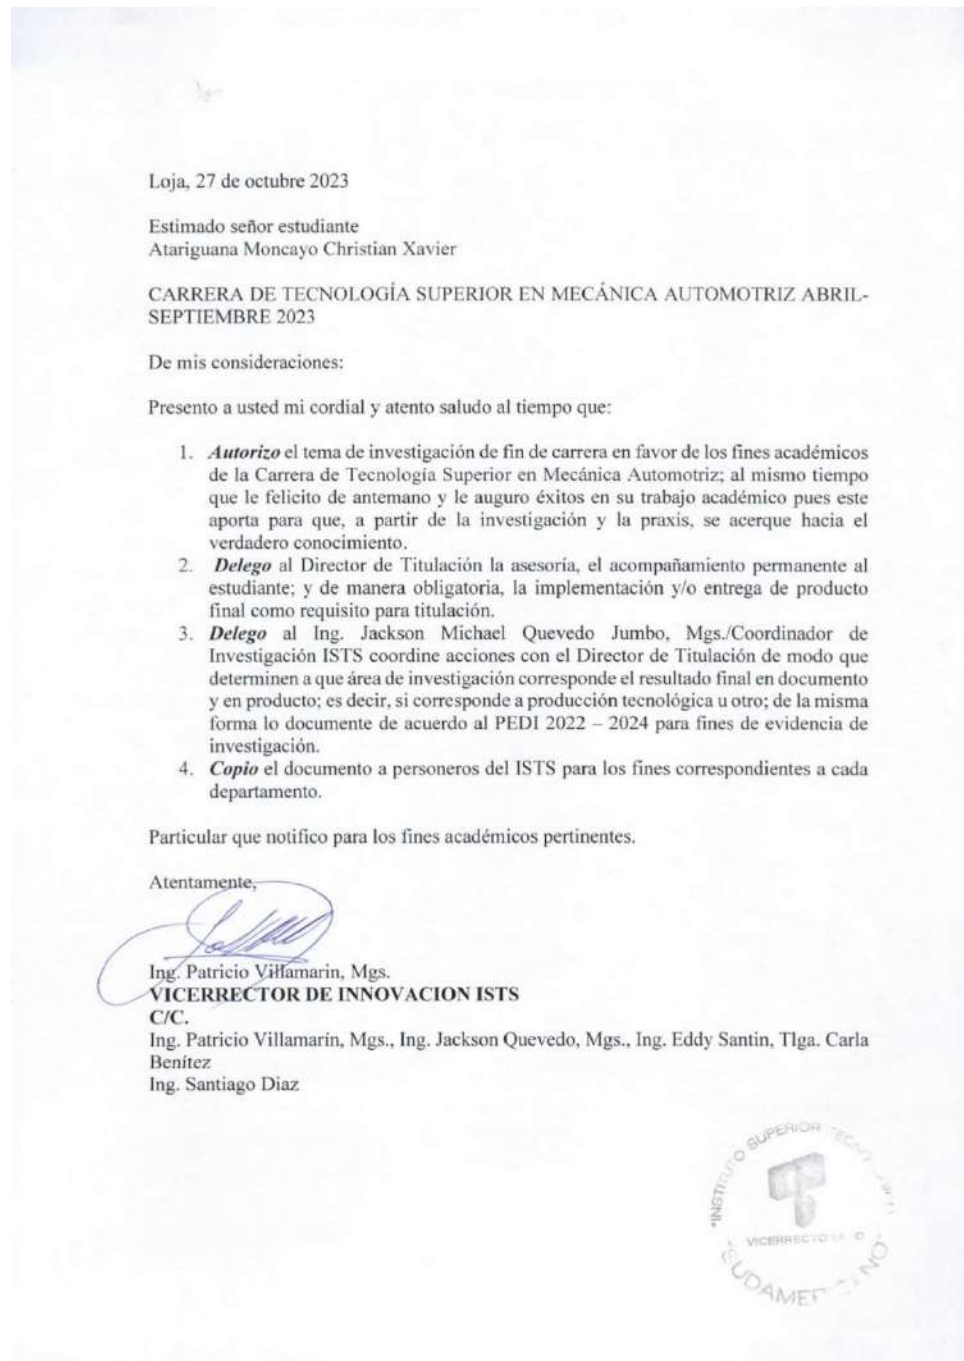 Loja, 27 de octubre 2023
Estimado señor estudiante
Atariguana Moncayo Christian Xavier
CARRERA DE TECNOLOGÍA SUPERIOR EN MECÁNICA AUTOMOTRIZ ABRIL-
SEPTIEMBRE 2023
De mis consideraciones:
Presento a usted mi cordial y atento saludo al tiempo que:
1. Autorizo el tema de investigación de fin de carrera en favor de los fines académicos
de la Carrera de Tecnología Superior en Mecánica Automotriz; al mismo tiempo
que le felicito de antemano y le auguro éxitos en su trabajo académico pues este
aporta para que, a partir de la investigación y la praxis, se acerque hacia el
verdadero conocimiento.
2. Delego al Director de Titulación la asesoría, el acompañamiento permanente al
estudiante; y de manera obligatoria, la implementación y/o entrega de producto
final como requisito para titulación.
3. Delego al Ing. Jackson Michael Quevedo Jumbo, Mgs./Coordinador de
Investigación ISTS coordine acciones con el Director de Titulación de modo que
determinen a que área de investigación corresponde el resultado final en documento
y en producto; es decir, si corresponde a producción tecnológica u otro; de la misma
forma lo documente de acuerdo al PEDI 2022 – 2024 para fines de evidencia de
investigación.
4. Copio el documento a personeros del ISTS para los fines correspondientes a cada
departamento.
Particular que notifico para los fines académicos pertinentes.
Atentamente,
Ing. Patricio Villamarin, Mgs.
VICERRECTOR DE INNOVACION ISTS
C/C.
Ing. Patricio Villamarín, Mgs., Ing. Jackson Quevedo, Mgs., Ing. Eddy Santin, Tlga. Carla
Benítez
Ing. Santiago Diaz
"INSTITUTO SUPERIOR